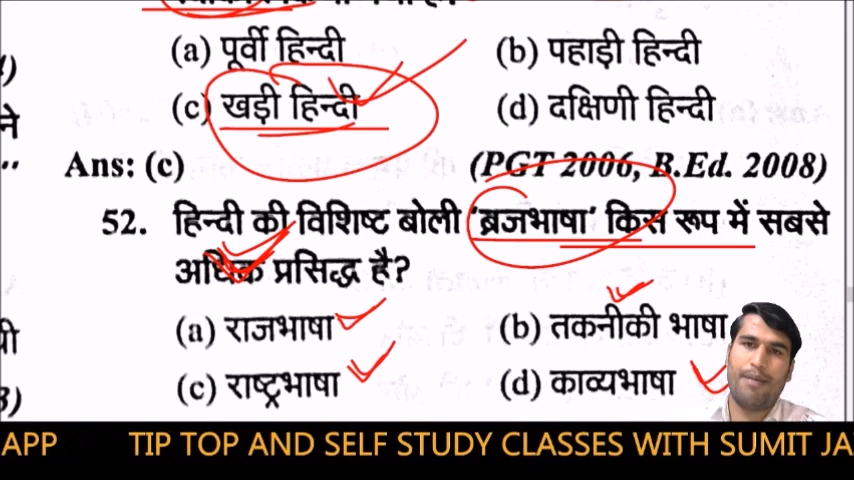 (a) पूर्वी हिन्दी
(b) पहाड़ी हिन्दी
(c) खड़ी हिन्दी
(d) दक्षिणी हिन्दी
ने
Ans: (c)
(PGT 2006, B.Ed. 2008)
52. हिन्दी की विशिष्ट बोली ‘ब्रजभाषा’ किस रूप में सबसे
अधिक प्रसिद्ध है?
(a) राजभाषा
(b) तकनीकी भाषा
(c) राष्ट्रभाषा
(d) काव्यभाषा
APP TIP TOP AND SELF STUDY CLASSES WITH SUMIT JA